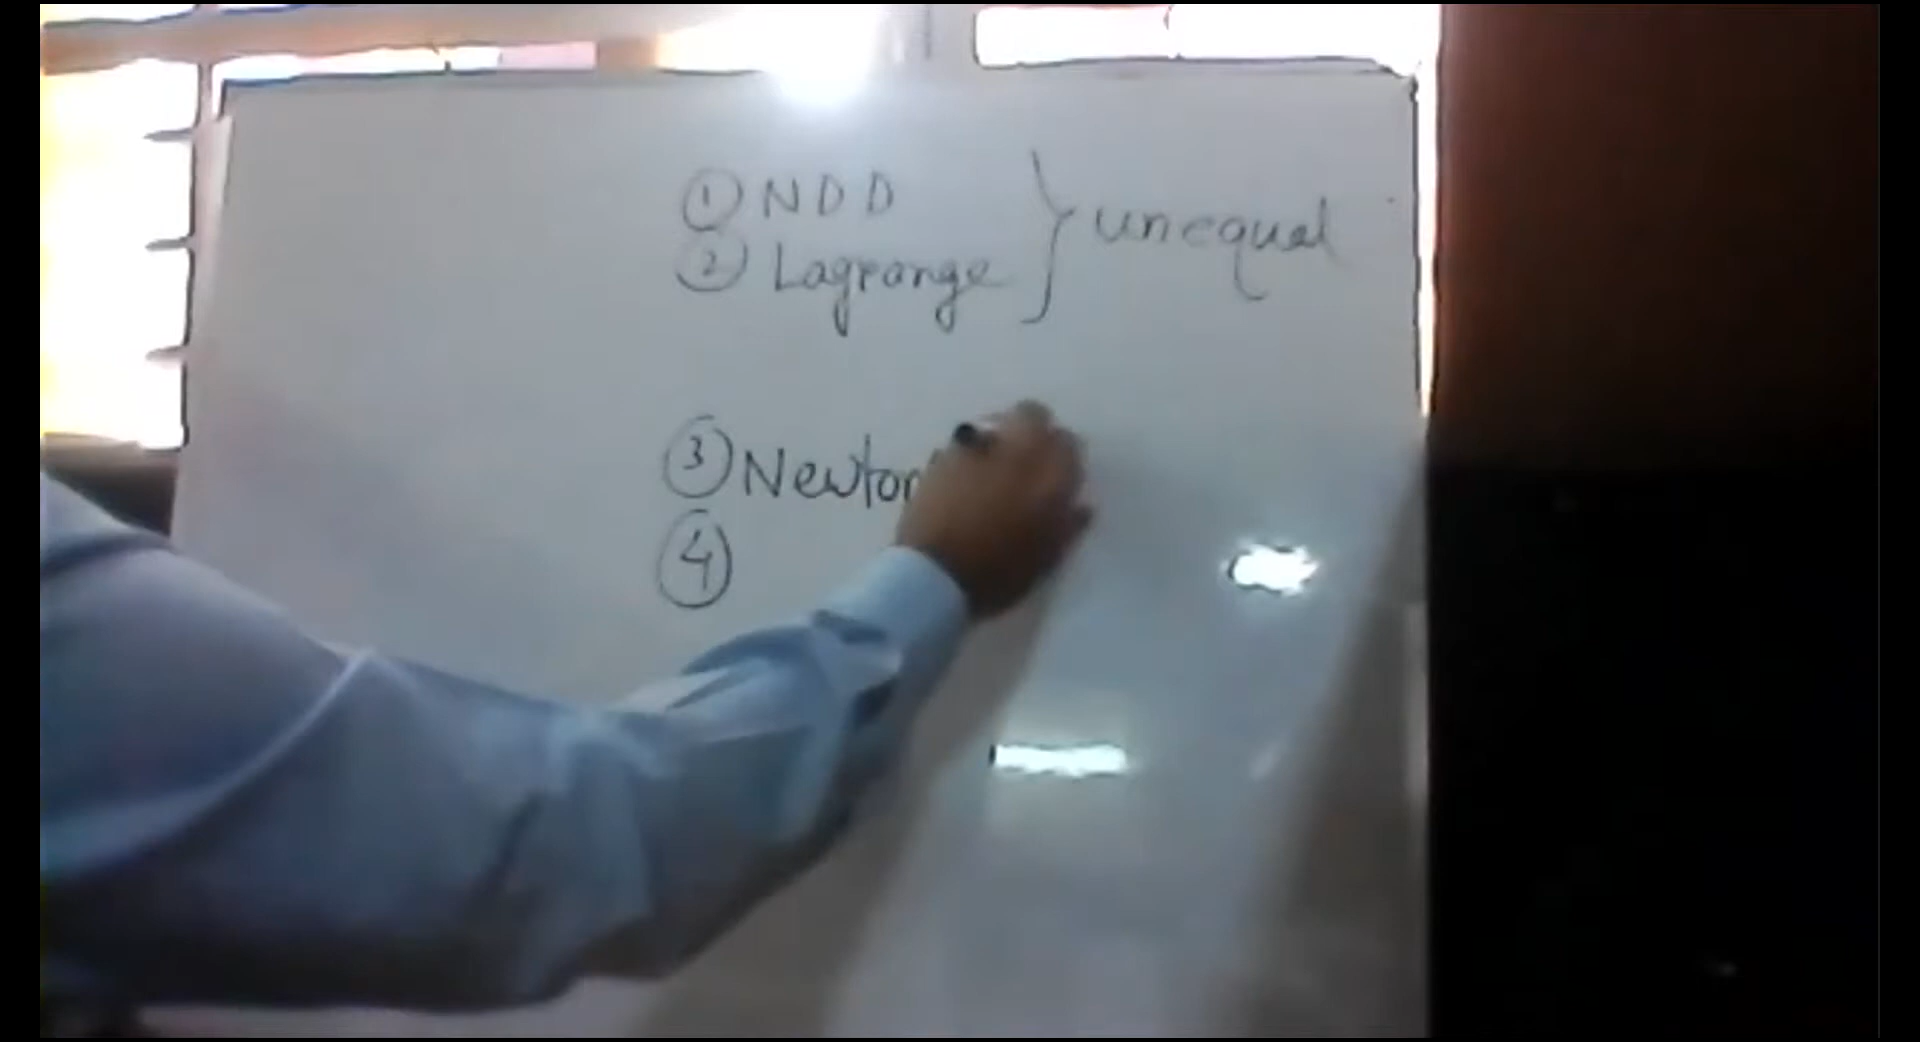 ① NDD
② Lagrange } unequal
③ Newton
④